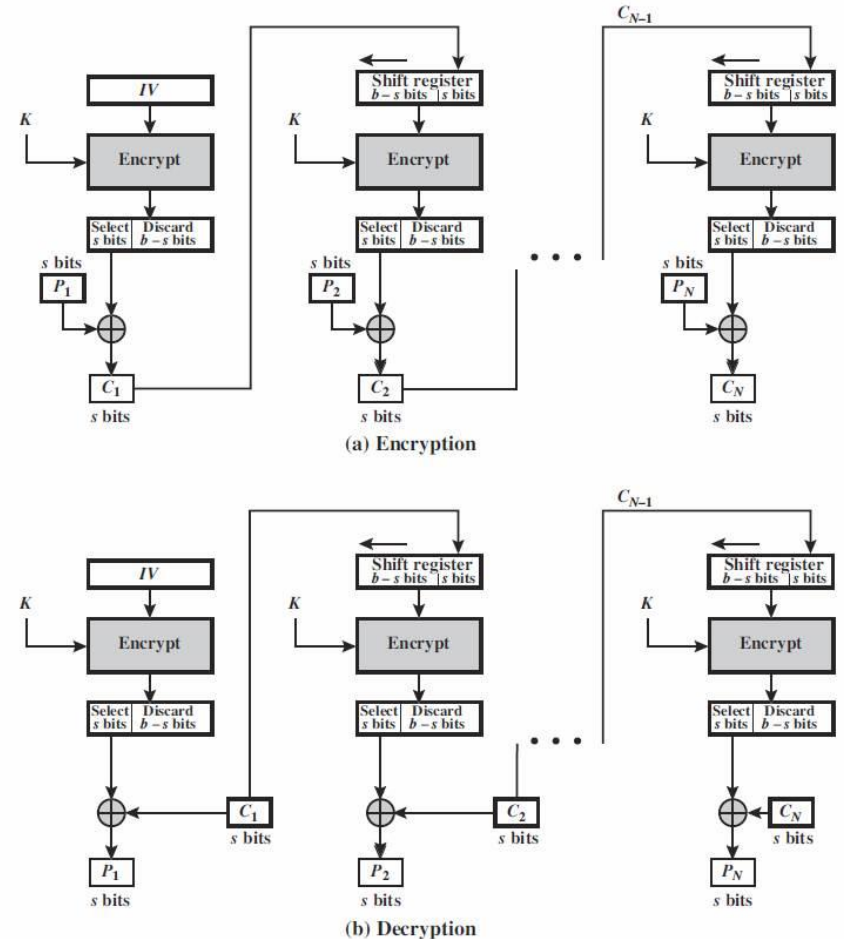 C_{N-1}
IV
Shift register
b – s bits | s bits
Shift register
b – s bits | s bits
K
K
K
Encrypt
Encrypt
Encrypt
Select Discard
s bits b – s bits
Select Discard
s bits b – s bits
Select Discard
s bits b – s bits
s bits
s bits
s bits
P_1
P_2
P_N
• • •
C_1
C_2
C_N
s bits
s bits
s bits
(a) Encryption
C_{N-1}
IV
Shift register
b – s bits | s bits
Shift register
b – s bits | s bits
K
K
K
Encrypt
Encrypt
Encrypt
Select Discard
s bits b – s bits
Select Discard
s bits b – s bits
Select Discard
s bits b – s bits
• • •
C_1
C_2
C_N
s bits
s bits
s bits
P_1
P_2
P_N
s bits
s bits
s bits
(b) Decryption